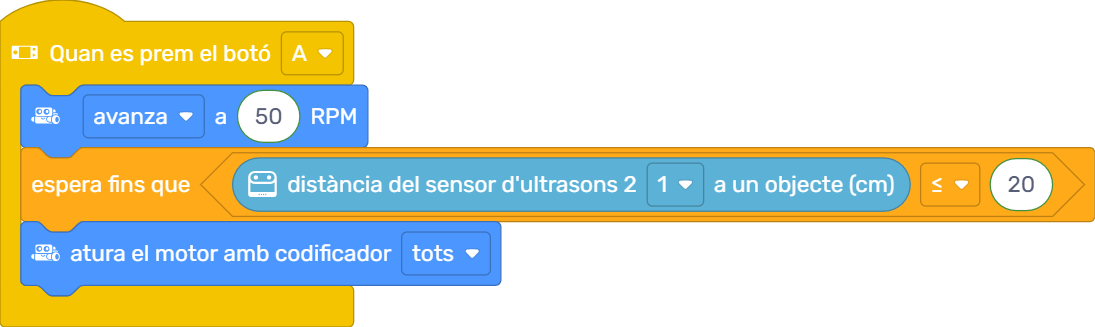 Quan es prem el botó A
avanza a 50 RPM
espera fins que distància del sensor d'ultrasons 2 1 a un objecte (cm) ≤ 20
atura el motor amb codificador tots